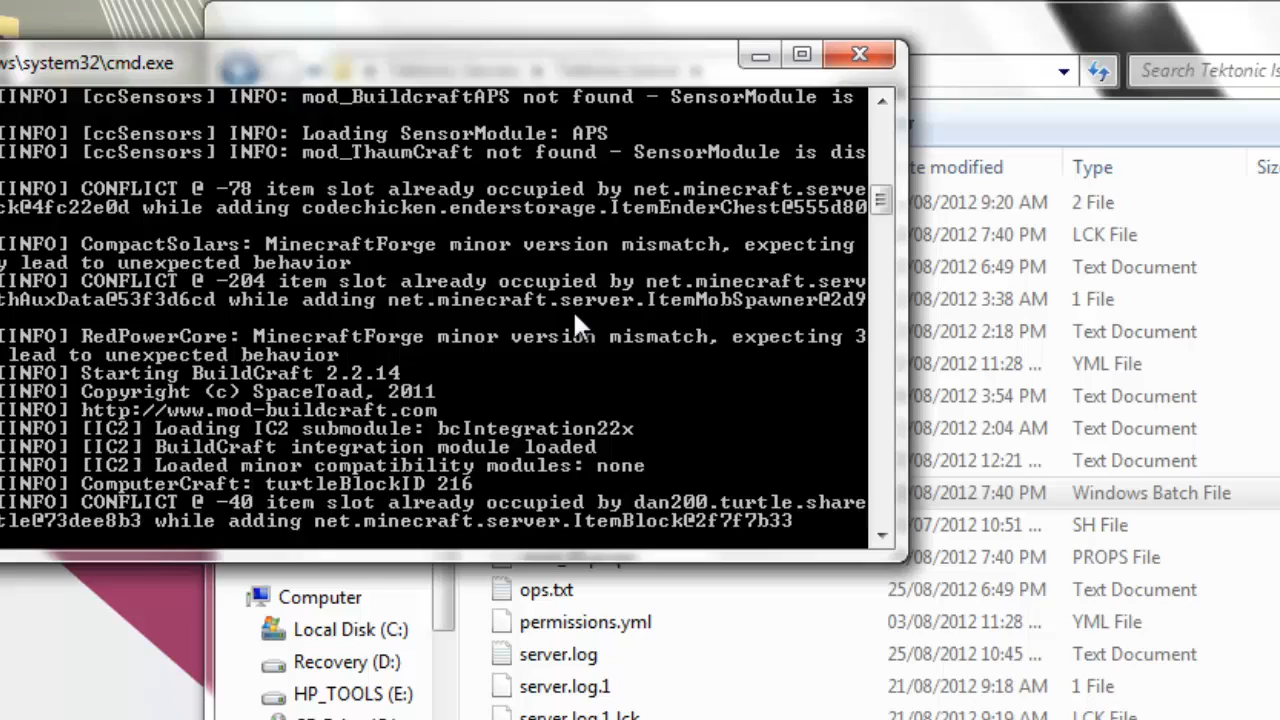 ws\system32\cmd.exe
[INFO] [ccSensors] INFO: mod_BuildcraftAPS not found - SensorModule is
[INFO] [ccSensors] INFO: Loading SensorModule: APS
[INFO] [ccSensors] INFO: mod_ThaumCraft not found - SensorModule is dis
[INFO] CONFLICT @ -78 item slot already occupied by net.minecraft.serve
ck@4fc22e0d while adding codechicken.enderstorage.ItemEnderChest@555d80
[INFO] CompactSolars: MinecraftForge minor version mismatch, expecting
y lead to unexpected behavior
[INFO] CONFLICT @ -204 item slot already occupied by net.minecraft.serv
thAuxData@53f3d6cd while adding net.minecraft.server.ItemMobSpawner@2d9
[INFO] RedPowerCore: MinecraftForge minor version mismatch, expecting 3
lead to unexpected behavior
[INFO] Starting BuildCraft 2.2.14
[INFO] Copyright (c) SpaceToad, 2011
[INFO] http://www.mod-buildcraft.com
[INFO] [IC2] Loading IC2 submodule: bcIntegration22x
[INFO] [IC2] BuildCraft integration module loaded
[INFO] [IC2] Loaded minor compatibility modules: none
[INFO] ComputerCraft: turtleBlockID 216
[INFO] CONFLICT @ -40 item slot already occupied by dan200.turtle.share
tle@73dee8b3 while adding net.minecraft.server.ItemBlock@2f7f7b33
Search Tektonic Is
te modified Type Siz
/08/2012 9:20 AM 2 File
/08/2012 7:40 PM LCK File
/08/2012 6:49 PM Text Document
/08/2012 3:38 AM 1 File
/08/2012 2:18 PM Text Document
/08/2012 11:28 ... YML File
/08/2012 3:54 PM Text Document
/08/2012 2:04 AM Text Document
/08/2012 12:21 ... Text Document
/08/2012 7:40 PM Windows Batch File
/07/2012 10:51 ... SH File
/08/2012 7:40 PM PROPS File
ops.txt 25/08/2012 6:49 PM Text Document
permissions.yml 03/08/2012 11:28 ... YML File
server.log 25/08/2012 10:45 ... Text Document
server.log.1 21/08/2012 9:18 AM 1 File
server.log.1.lck 21/08/2012 9:19 AM LCK File
Computer
Local Disk (C:)
Recovery (D:)
HP_TOOLS (E:)